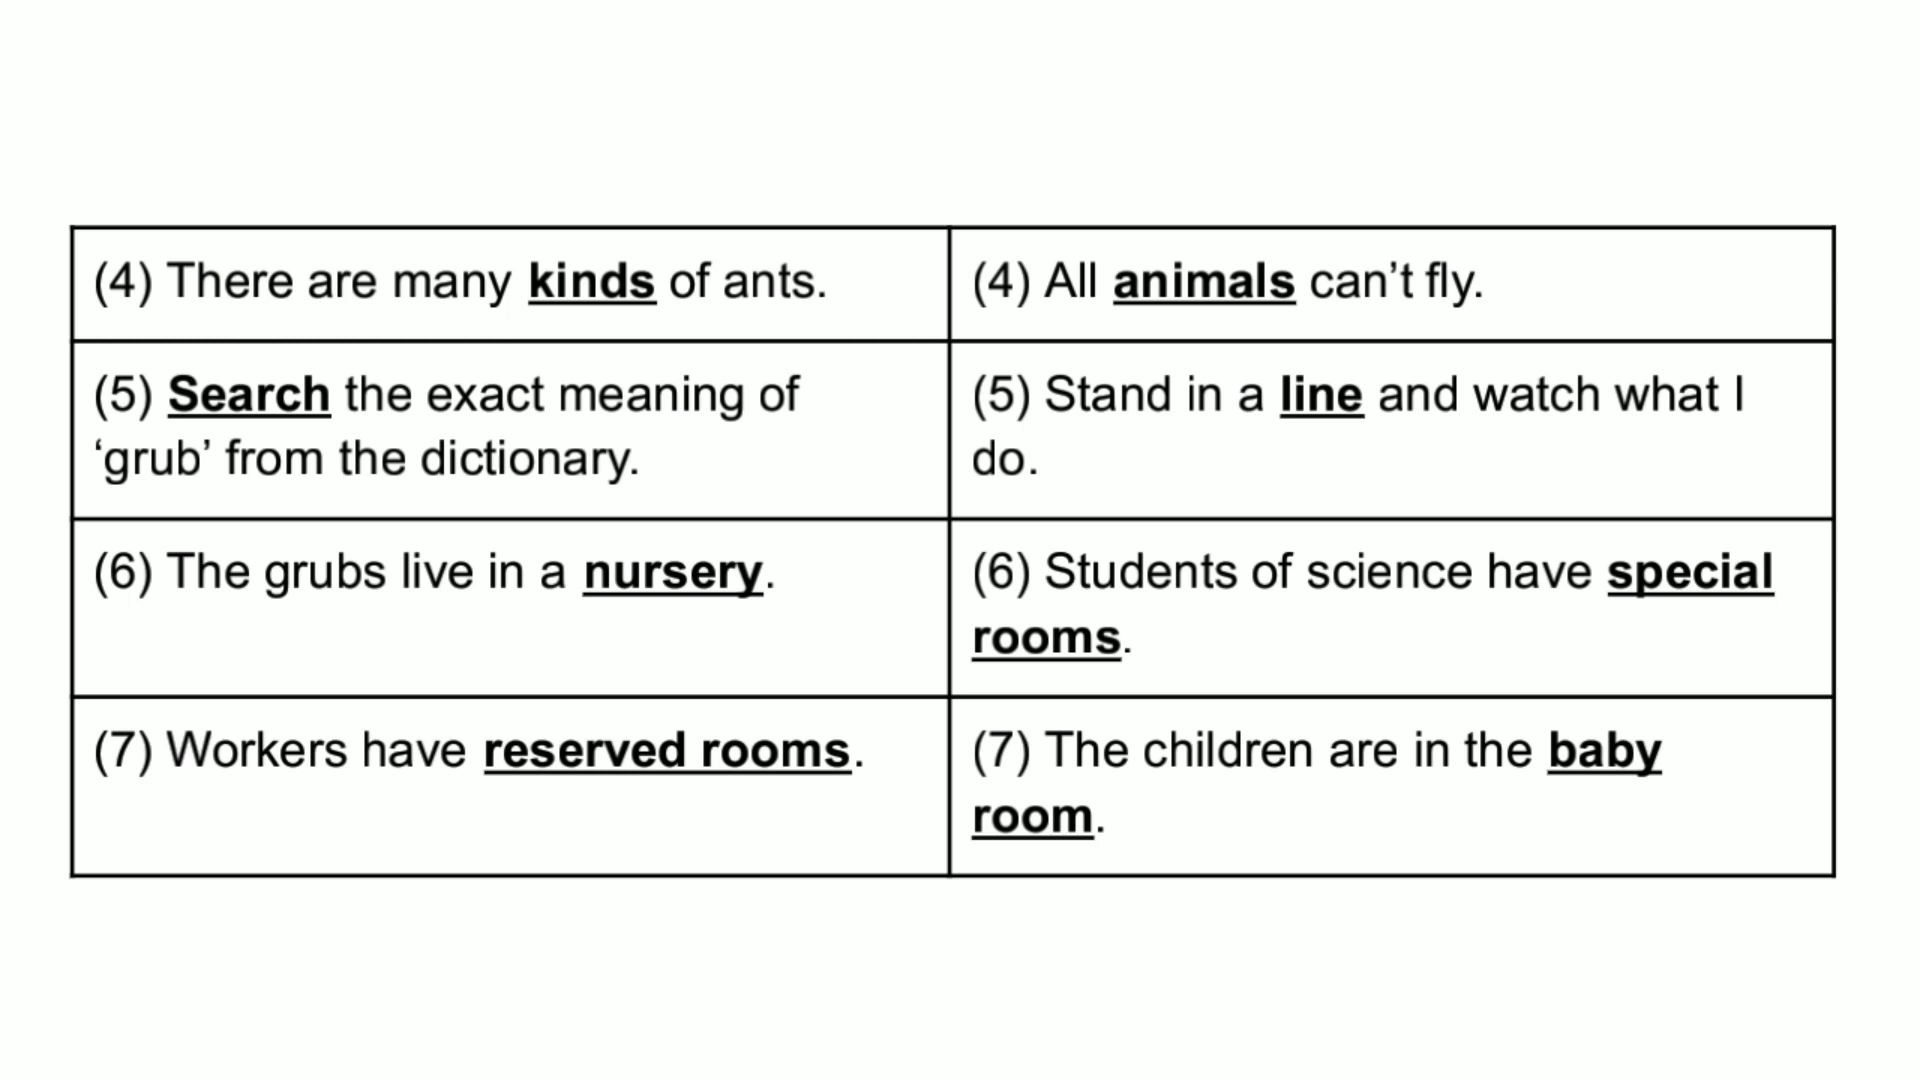 (4) There are many kinds of ants.
(4) All animals can’t fly.
(5) Search the exact meaning of
‘grub’ from the dictionary.
(5) Stand in a line and watch what I
do.
(6) The grubs live in a nursery.
(6) Students of science have special
rooms.
(7) Workers have reserved rooms.
(7) The children are in the baby
room.